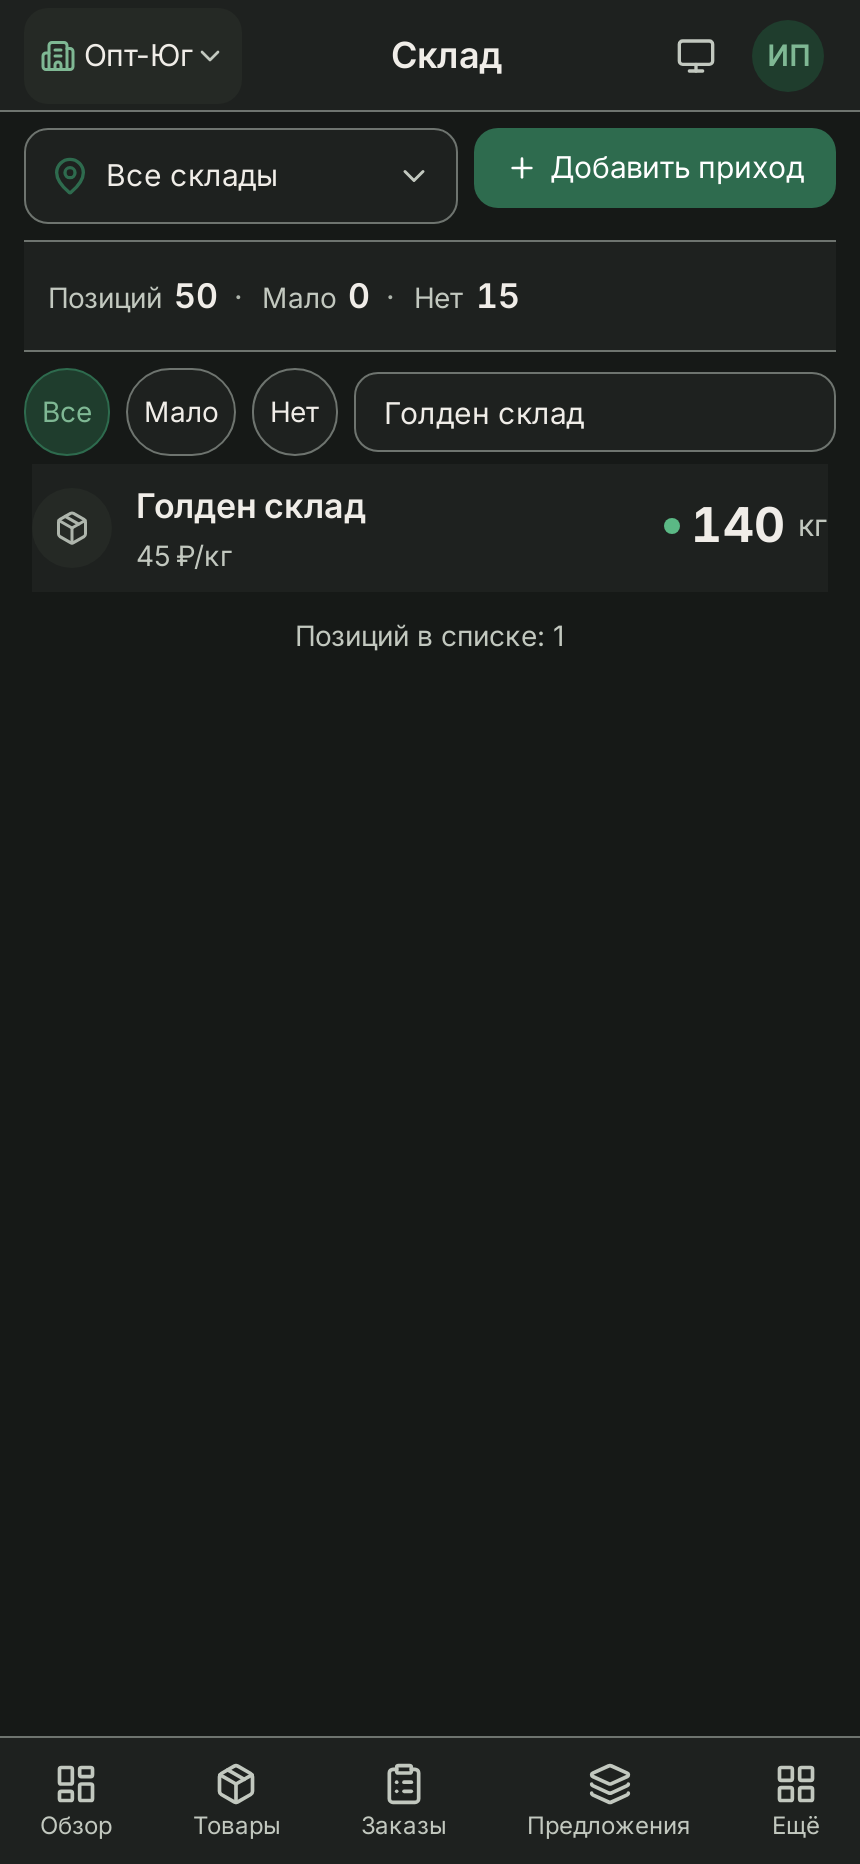 Опт-Юг
Склад
ИП
Все склады
Добавить приход
Позиций 50 · Мало 0 · Нет 15
Все
Мало
Нет
Голден склад
Голден склад
45 ₽/кг
140 кг
Позиций в списке: 1
Обзор
Товары
Заказы
Предложения
Ещё